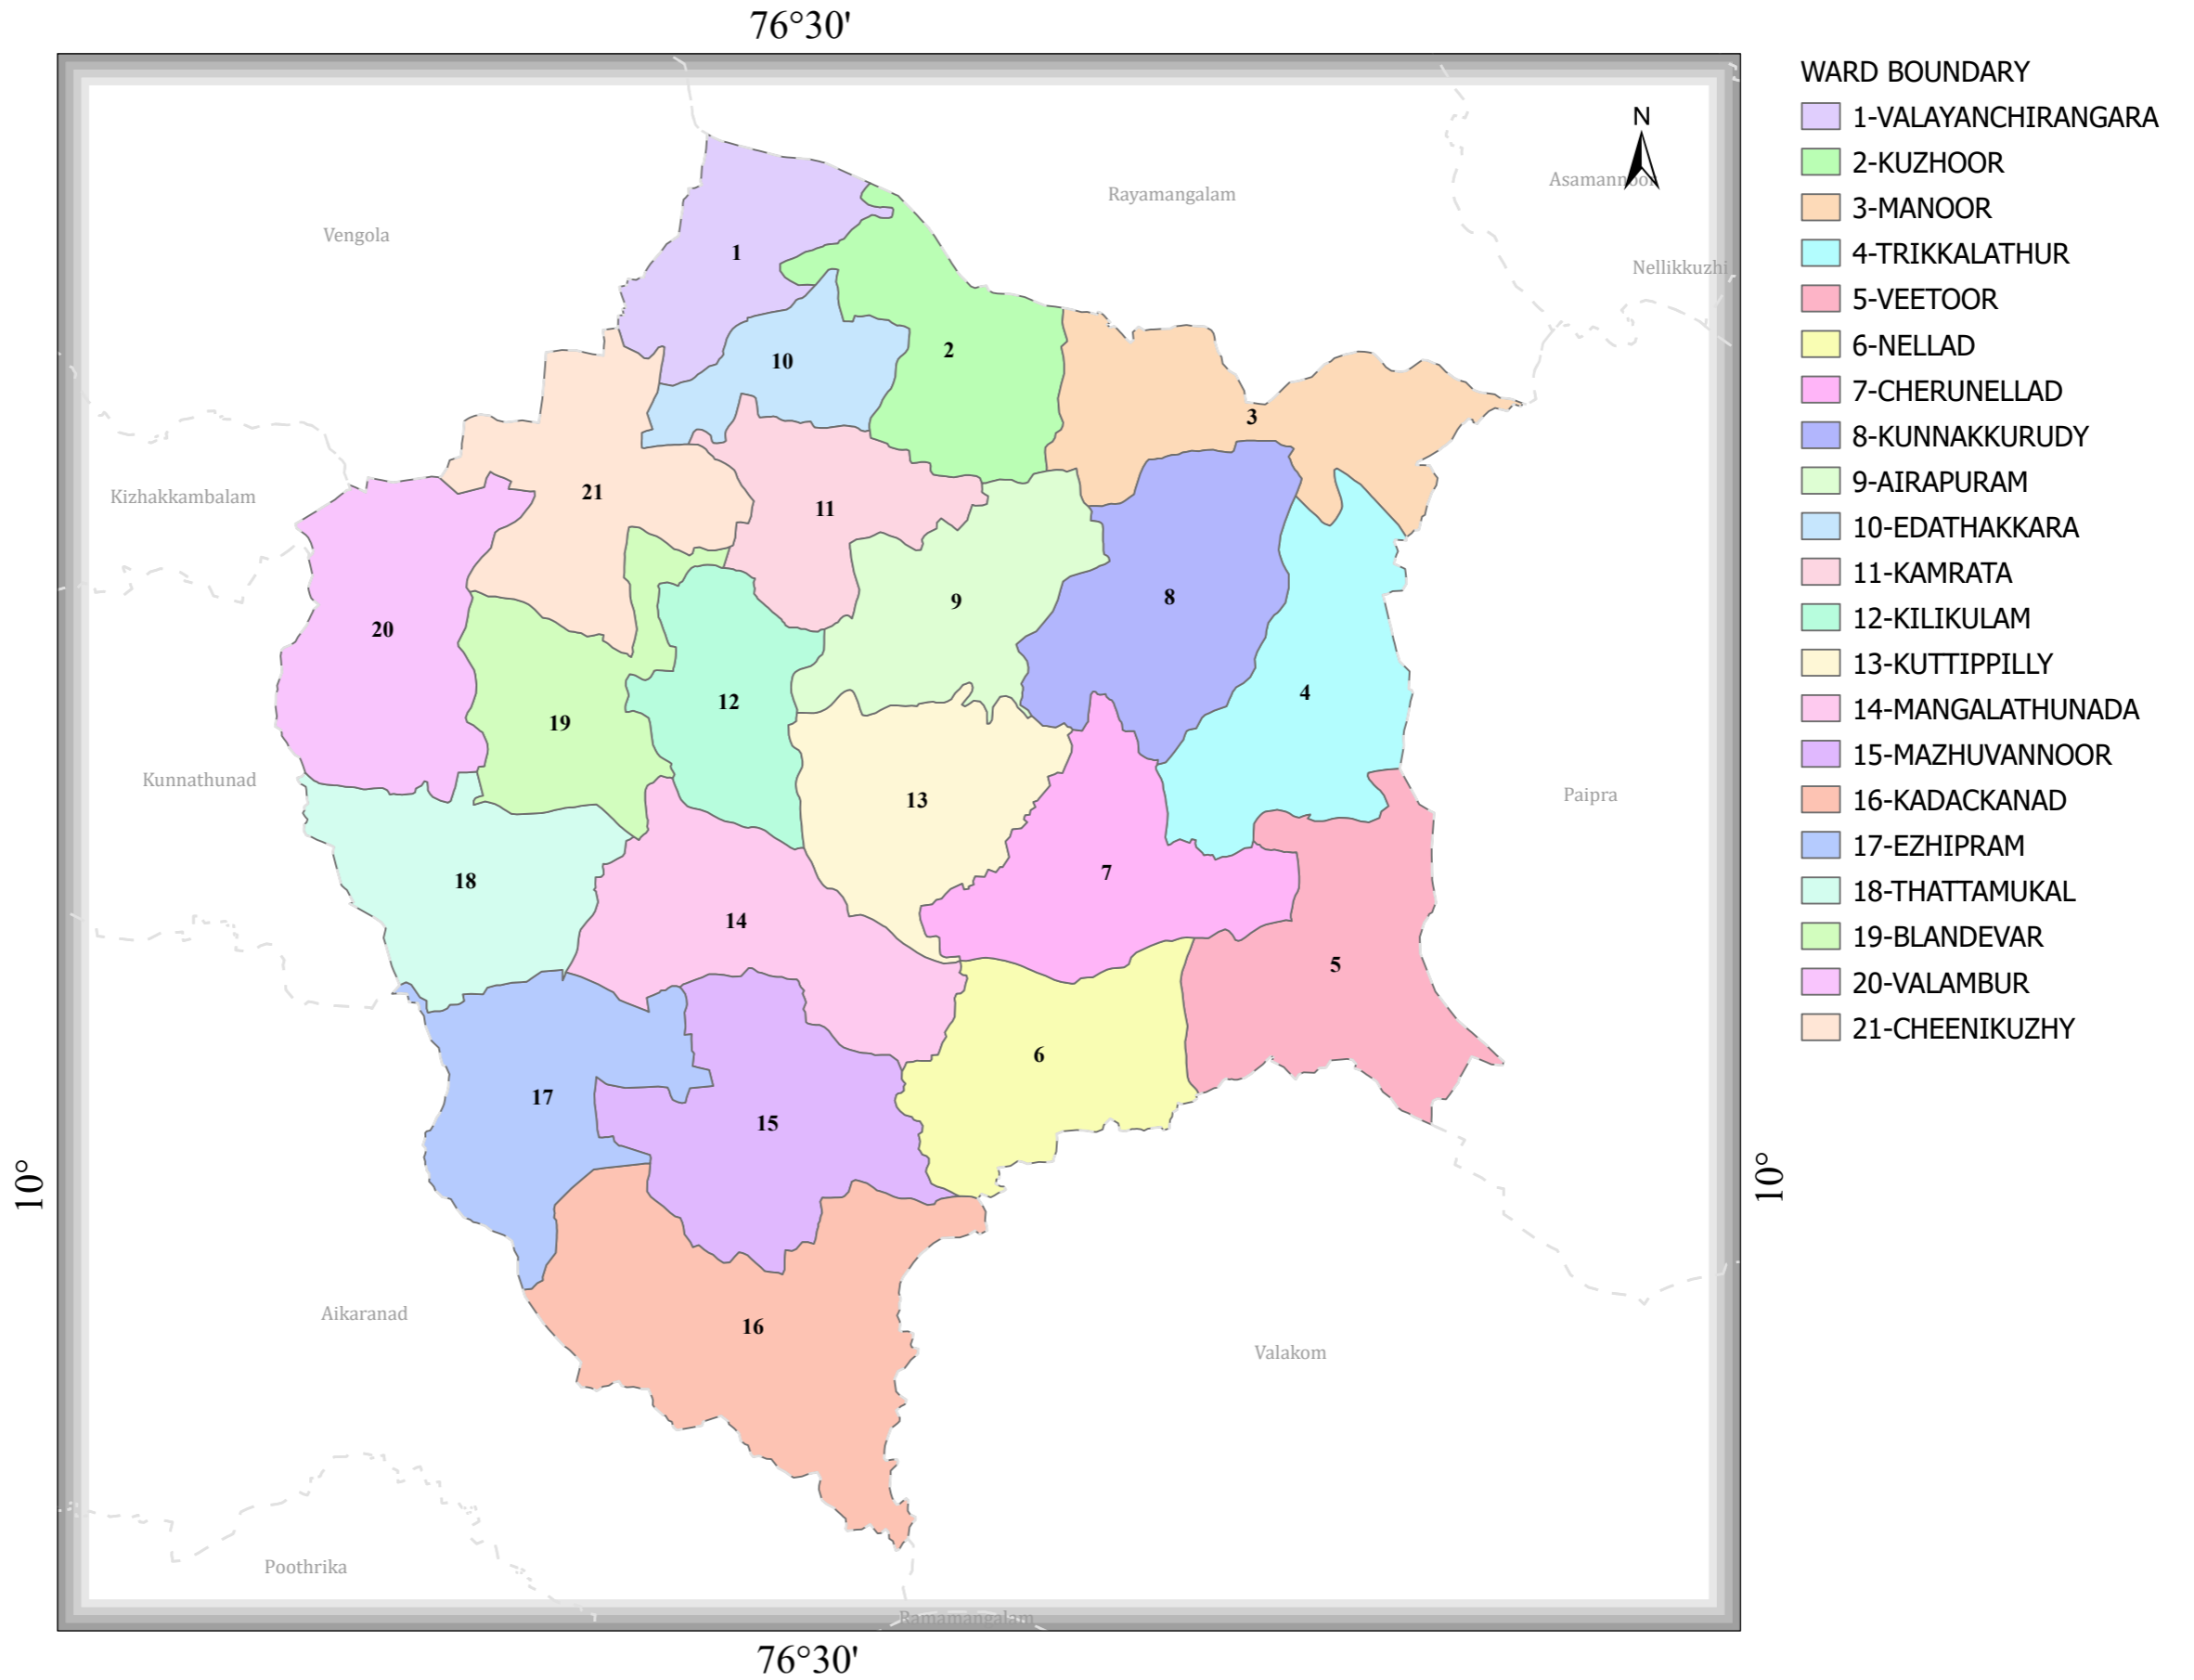 76°30'
WARD BOUNDARY
1-VALAYANCHIRANGARA
2-KUZHOOR
3-MANOOR
4-TRIKKALATHUR
5-VEETOOR
6-NELLAD
7-CHERUNELLAD
8-KUNNAKKURUDY
9-AIRAPURAM
10-EDATHAKKARA
11-KAMRATA
12-KILIKULAM
13-KUTTIPPILLY
14-MANGALATHUNADA
15-MAZHUVANNOOR
16-KADACKANAD
17-EZHIPRAM
18-THATTAMUKAL
19-BLANDEVAR
20-VALAMBUR
21-CHEENIKUZHY
N
Asamannoor
Rayamangalam
Vengola
1
Nellikkuzhi
2
10
3
21
Kizhakkambalam
11
8
9
20
4
12
19
Kunnathunad
Paipra
13
7
18
14
5
6
17
15
10°
10°
Aikaranad
16
Valakom
Poothrika
Ramamangalam
76°30'